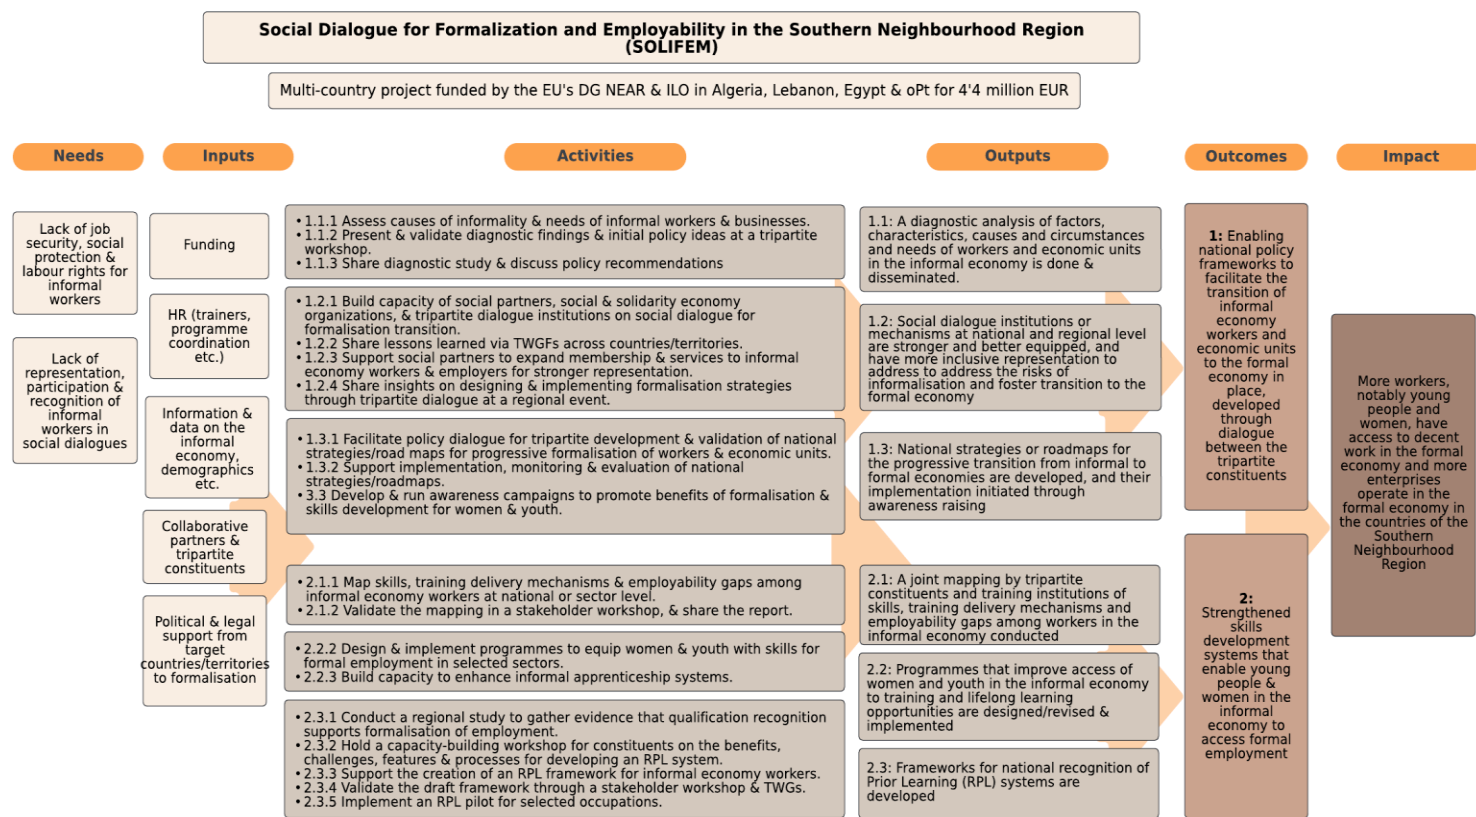 Social Dialogue for Formalization and Employability in the Southern Neighbourhood Region
(SOLIFEM)
Multi-country project funded by the EU's DG NEAR & ILO in Algeria, Lebanon, Egypt & oPt for 4'4 million EUR
Needs
Inputs
Activities
Outputs
Outcomes
Impact
Lack of job
security, social
protection &
labour rights for
informal
workers
Lack of
representation,
participation &
recognition of
informal
workers in
social dialogues
Funding
HR (trainers,
programme
coordination
etc.)
Information &
data on the
informal
economy,
demographics
etc.
Collaborative
partners &
tripartite
constituents
Political & legal
support from
target
countries/territories
to formalisation
• 1.1.1 Assess causes of informality & needs of informal workers & businesses.
• 1.1.2 Present & validate diagnostic findings & initial policy ideas at a tripartite
workshop.
• 1.1.3 Share diagnostic study & discuss policy recommendations
• 1.2.1 Build capacity of social partners, social & solidarity economy
organizations, & tripartite dialogue institutions on social dialogue for
formalisation transition.
• 1.2.2 Share lessons learned via TWGFs across countries/territories.
• 1.2.3 Support social partners to expand membership & services to informal
economy workers & employers for stronger representation.
• 1.2.4 Share insights on designing & implementing formalisation strategies
through tripartite dialogue at a regional event.
• 1.3.1 Facilitate policy dialogue for tripartite development & validation of national
strategies/road maps for progressive formalisation of workers & economic units.
• 1.3.2 Support implementation, monitoring & evaluation of national
strategies/roadmaps.
• 3.3 Develop & run awareness campaigns to promote benefits of formalisation &
skills development for women & youth.
• 2.1.1 Map skills, training delivery mechanisms & employability gaps among
informal economy workers at national or sector level.
• 2.1.2 Validate the mapping in a stakeholder workshop, & share the report.
• 2.2.2 Design & implement programmes to equip women & youth with skills for
formal employment in selected sectors.
• 2.2.3 Build capacity to enhance informal apprenticeship systems.
• 2.3.1 Conduct a regional study to gather evidence that qualification recognition
supports formalisation of employment.
• 2.3.2 Hold a capacity-building workshop for constituents on the benefits,
challenges, features & processes for developing an RPL system.
• 2.3.3 Support the creation of an RPL framework for informal economy workers.
• 2.3.4 Validate the draft framework through a stakeholder workshop & TWGs.
• 2.3.5 Implement an RPL pilot for selected occupations.
1.1: A diagnostic analysis of factors,
characteristics, causes and circumstances
and needs of workers and economic units
in the informal economy is done &
disseminated.
1.2: Social dialogue institutions or
mechanisms at national and regional level
are stronger and better equipped, and
have more inclusive representation to
address to address the risks of
informalisation and foster transition to the
formal economy
1.3: National strategies or roadmaps for
the progressive transition from informal to
formal economies are developed, and their
implementation initiated through
awareness raising
2.1: A joint mapping by tripartite
constituents and training institutions of
skills, training delivery mechanisms and
employability gaps among workers in the
informal economy conducted
2.2: Programmes that improve access of
women and youth in the informal economy
to training and lifelong learning
opportunities are designed/revised &
implemented
2.3: Frameworks for national recognition of
Prior Learning (RPL) systems are
developed
1: Enabling
national policy
frameworks to
facilitate the
transition of
informal
economy
workers and
economic units
to the formal
economy in
place,
developed
through
dialogue
between the
tripartite
constituents
2:
Strengthened
skills
development
systems that
enable young
people &
women in the
informal
economy to
access formal
employment
More workers,
notably young
people and
women, have
access to decent
work in the formal
economy and more
enterprises
operate in the
formal economy in
the countries of the
Southern
Neighbourhood
Region